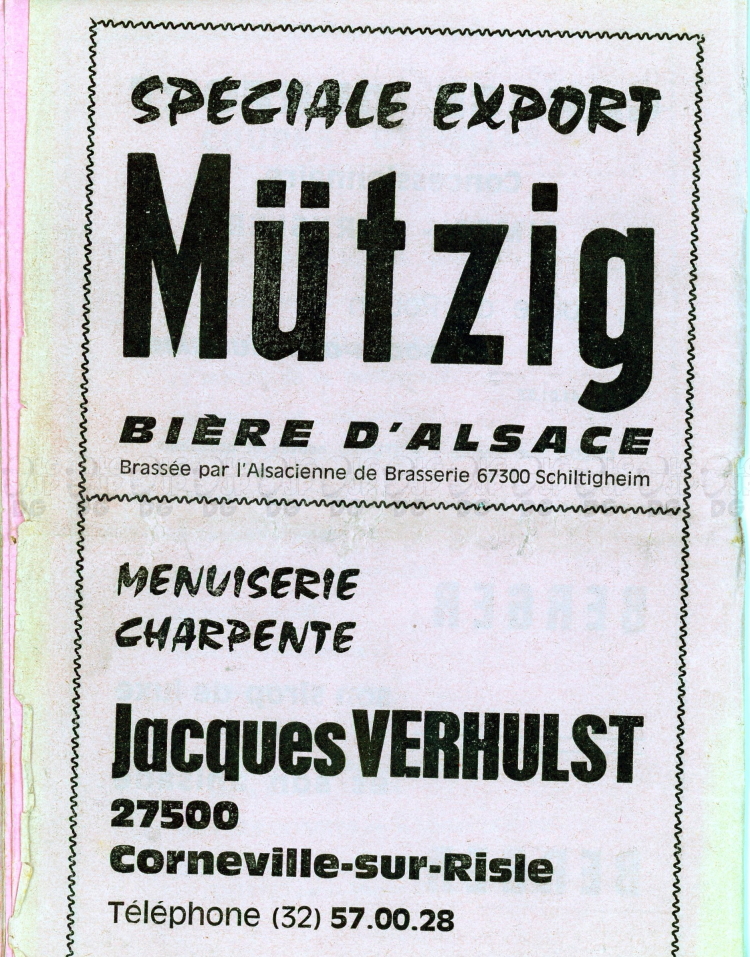 SPECIALE EXPORT
Mützig
BIÈRE D'ALSACE
Brassée par l'Alsacienne de Brasserie 67300 Schiltigheim
MENUISERIE
CHARPENTE
Jacques VERHULST
27500
Corneville-sur-Risle
Téléphone (32) 57.00.28